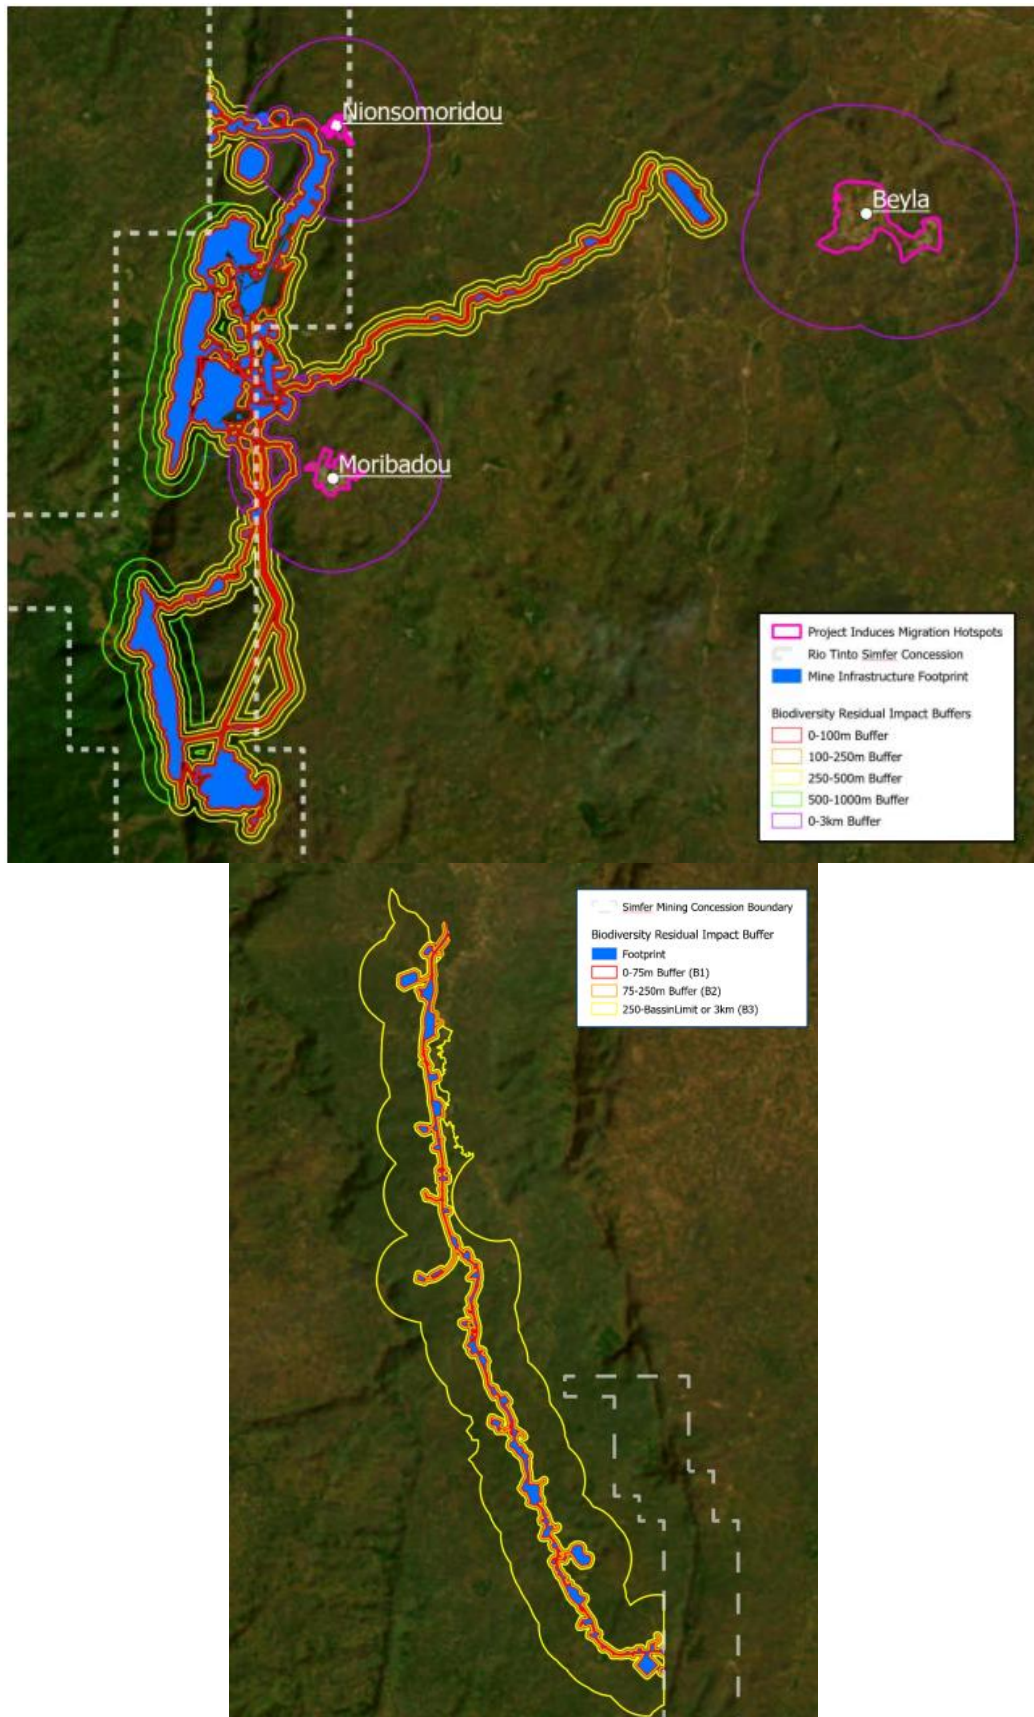 Nionsomoridou
Beyla
Moribadou
Project Induces Migration Hotspots
Rio Tinto Simfer Concession
Mine Infrastructure Footprint
Biodiversity Residual Impact Buffers
0-100m Buffer
100-250m Buffer
250-500m Buffer
500-1000m Buffer
0-3km Buffer
Simfer Mining Concession Boundary
Biodiversity Residual Impact Buffer
Footprint
0-75m Buffer (B1)
75-250m Buffer (B2)
250-BassinLimit or 3km (B3)